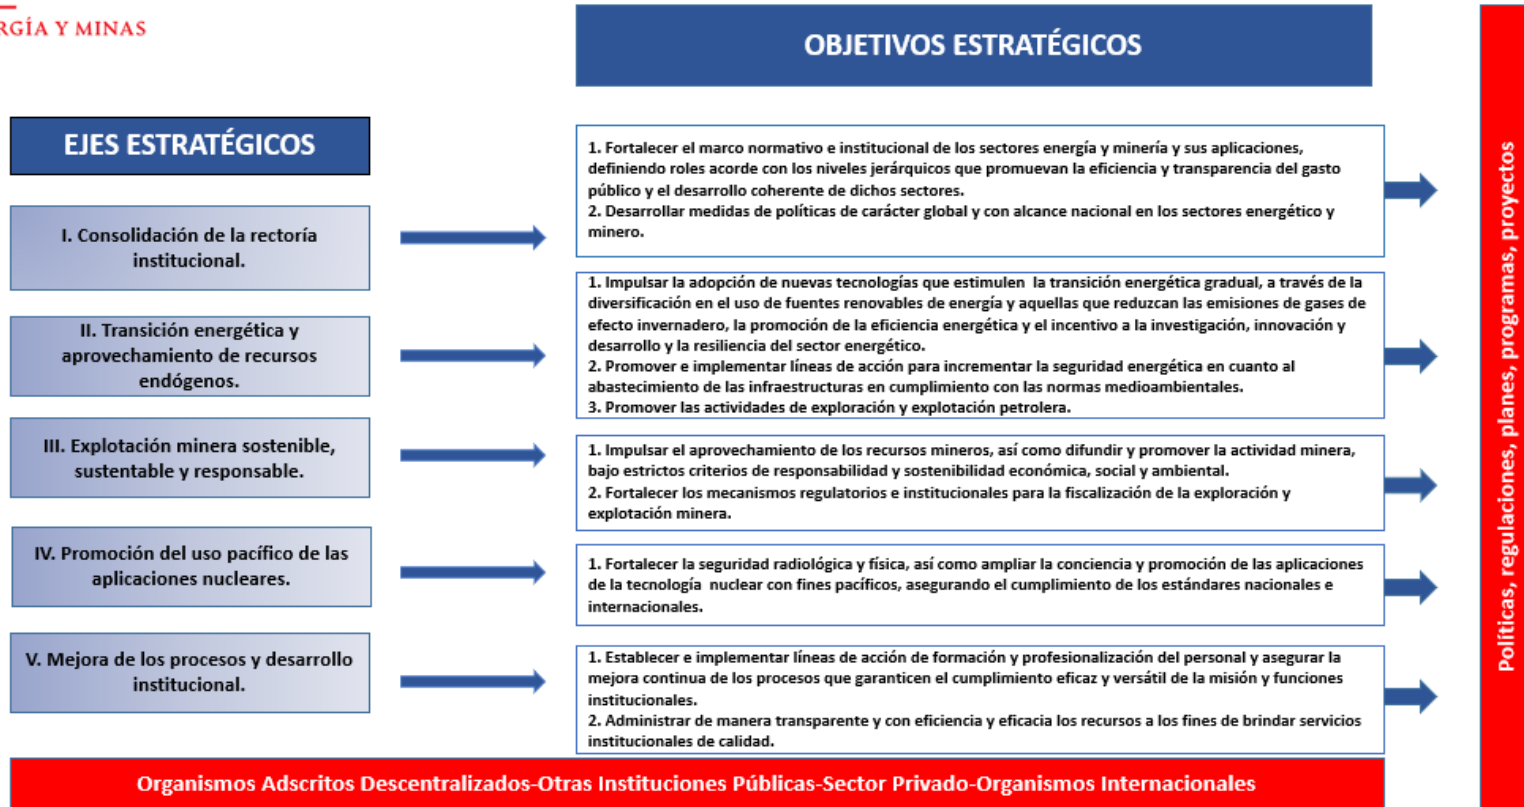 RGÍA Y MINAS
OBJETIVOS ESTRATÉGICOS
EJES ESTRATÉGICOS
I. Consolidación de la rectoría
institucional.
1. Fortalecer el marco normativo e institucional de los sectores energía y minería y sus aplicaciones,
definiendo roles acorde con los niveles jerárquicos que promuevan la eficiencia y transparencia del gasto
público y el desarrollo coherente de dichos sectores.
2. Desarrollar medidas de políticas de carácter global y con alcance nacional en los sectores energético y
minero.
II. Transición energética y
aprovechamiento de recursos
endógenos.
1. Impulsar la adopción de nuevas tecnologías que estimulen  la transición energética gradual, a través de la
diversificación en el uso de fuentes renovables de energía y aquellas que reduzcan las emisiones de gases de
efecto invernadero, la promoción de la eficiencia energética y el incentivo a la investigación, innovación y
desarrollo y la resiliencia del sector energético.
2. Promover e implementar líneas de acción para incrementar la seguridad energética en cuanto al
abastecimiento de las infraestructuras en cumplimiento con las normas medioambientales.
3. Promover las actividades de exploración y explotación petrolera.
III. Explotación minera sostenible,
sustentable y responsable.
1. Impulsar el aprovechamiento de los recursos mineros, así como difundir y promover la actividad minera,
bajo estrictos criterios de responsabilidad y sostenibilidad económica, social y ambiental.
2. Fortalecer los mecanismos regulatorios e institucionales para la fiscalización de la exploración y
explotación minera.
IV. Promoción del uso pacífico de las
aplicaciones nucleares.
1. Fortalecer la seguridad radiológica y física, así como ampliar la conciencia y promoción de las aplicaciones
de la tecnología  nuclear con fines pacíficos, asegurando el cumplimiento de los estándares nacionales e
internacionales.
V. Mejora de los procesos y desarrollo
institucional.
1. Establecer e implementar líneas de acción de formación y profesionalización del personal y asegurar la
mejora continua de los procesos que garanticen el cumplimiento eficaz y versátil de la misión y funciones
institucionales.
2. Administrar de manera transparente y con eficiencia y eficacia los recursos a los fines de brindar servicios
institucionales de calidad.
Políticas, regulaciones, planes, programas, proyectos
Organismos Adscritos Descentralizados-Otras Instituciones Públicas-Sector Privado-Organismos Internacionales